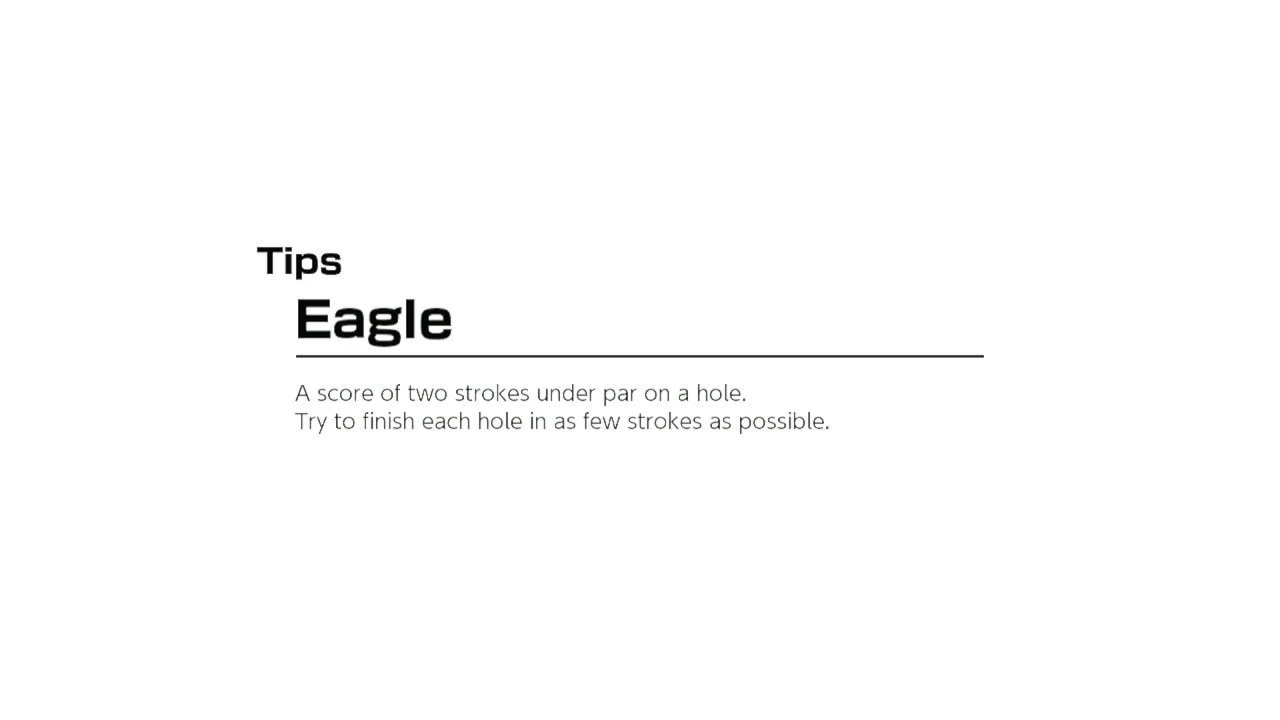 Tips
Eagle
A score of two strokes under par on a hole.
Try to finish each hole in as few strokes as possible.